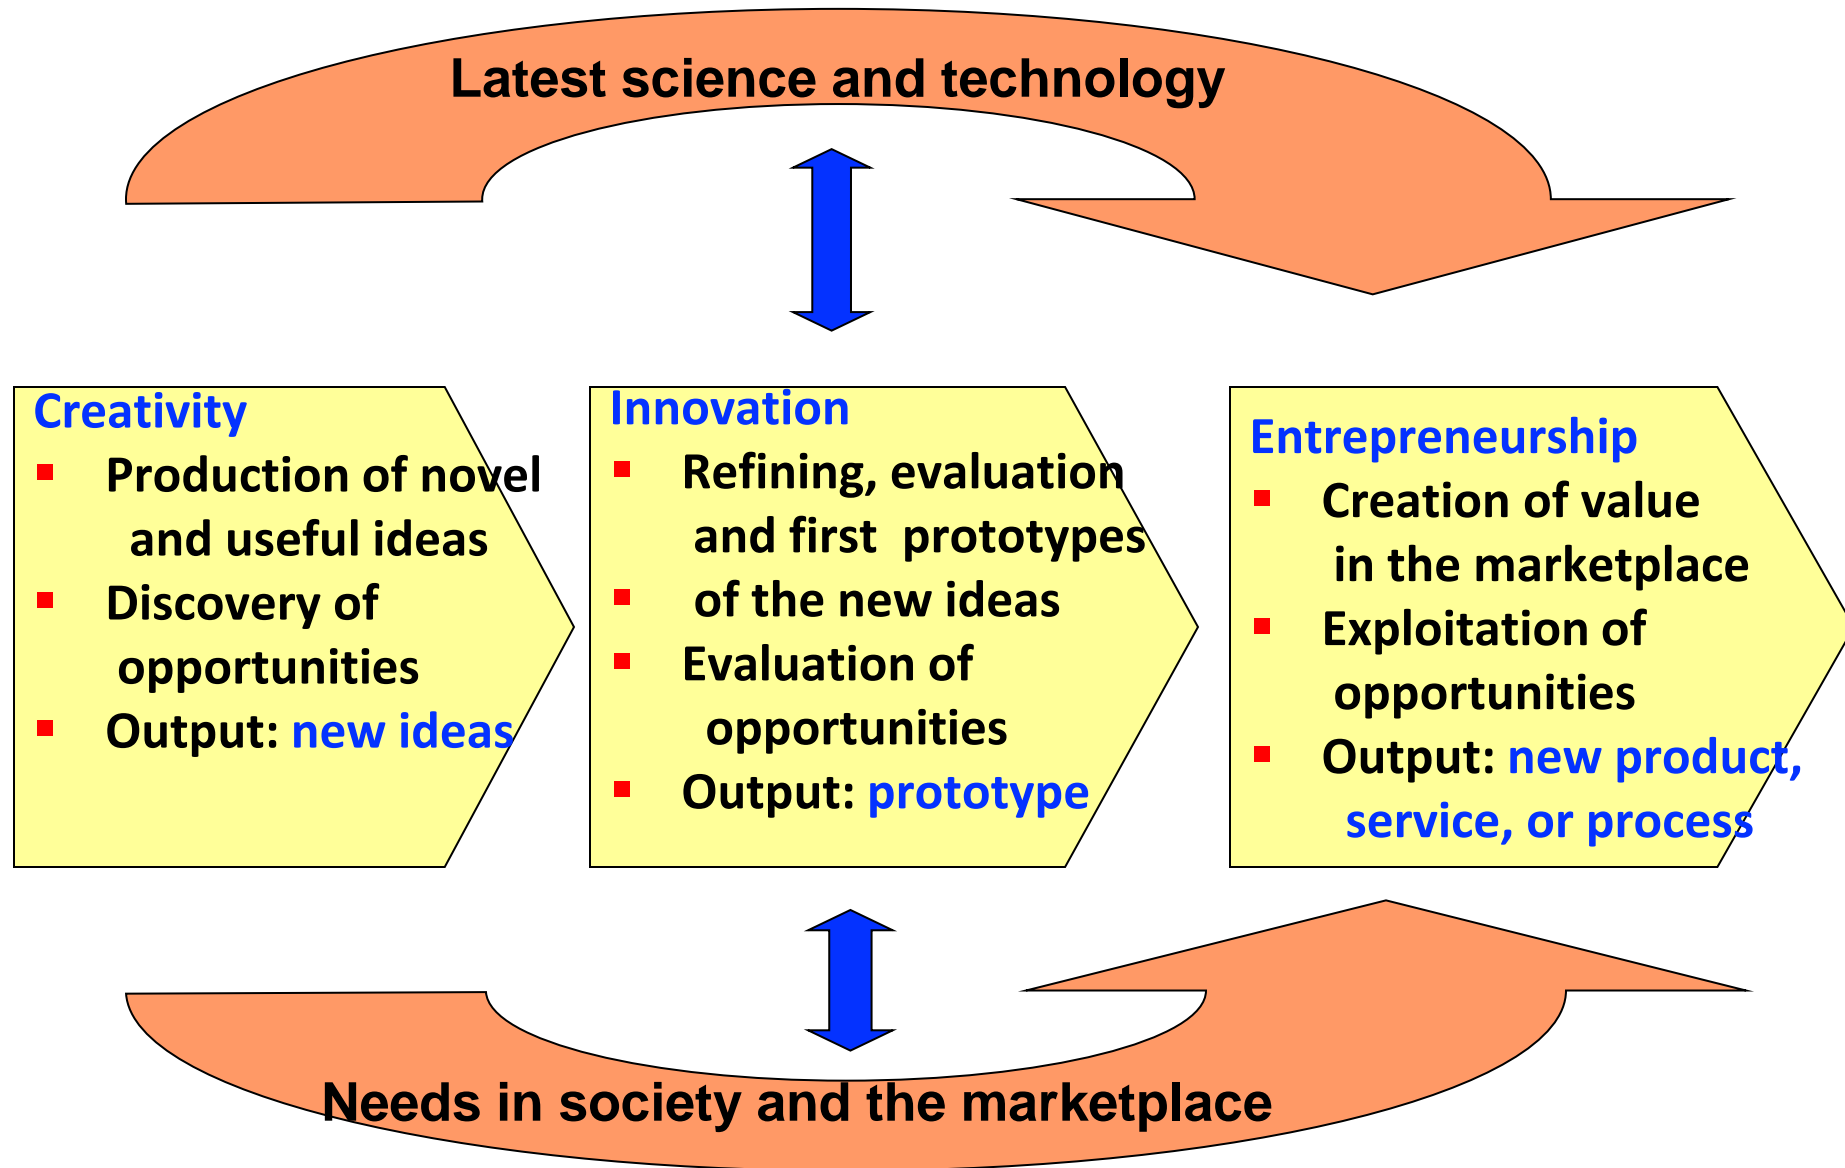 Latest science and technology
Creativity
▪ Production of novel
and useful ideas
▪ Discovery of
opportunities
▪ Output: new ideas
Innovation
▪ Refining, evaluation
and first prototypes
▪ of the new ideas
▪ Evaluation of
opportunities
▪ Output: prototype
Entrepreneurship
▪ Creation of value
in the marketplace
▪ Exploitation of
opportunities
▪ Output: new product,
service, or process
Needs in society and the marketplace